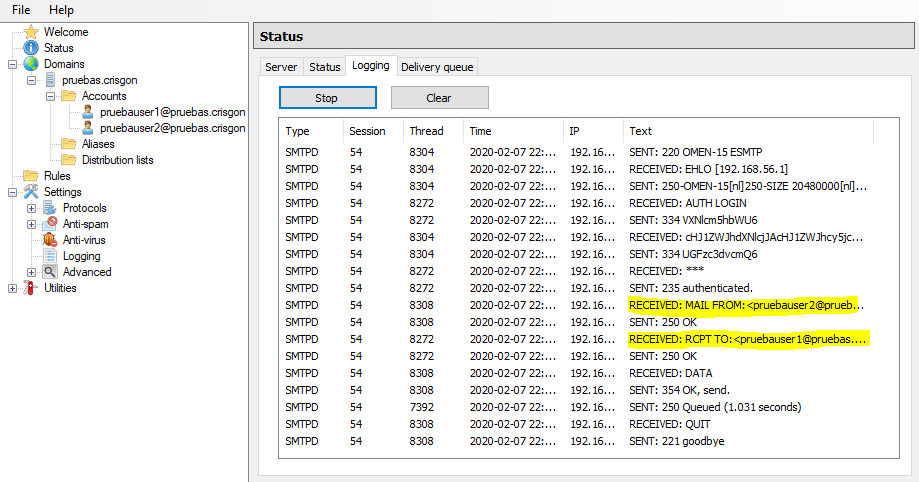 File Help
Welcome
Status
Domains
pruebas.crisgon
Accounts
pruebauser1@pruebas.crisgon
pruebauser2@pruebas.crisgon
Aliases
Distribution lists
Rules
Settings
Protocols
Anti-spam
Anti-virus
Logging
Advanced
Utilities
Status
Server Status Logging Delivery queue
Stop Clear
Type Session Thread Time IP Text
SMTPD 54 8304 2020-02-07 22:... 192.16... SENT: 220 OMEN-15 ESMTP
SMTPD 54 8304 2020-02-07 22:... 192.16... RECEIVED: EHLO [192.168.56.1]
SMTPD 54 8304 2020-02-07 22:... 192.16... SENT: 250-OMEN-15[nl]250-SIZE 20480000[nl]...
SMTPD 54 8272 2020-02-07 22:... 192.16... RECEIVED: AUTH LOGIN
SMTPD 54 8272 2020-02-07 22:... 192.16... SENT: 334 VXNlcm5hbWU6
SMTPD 54 8304 2020-02-07 22:... 192.16... RECEIVED: cHJ1ZWJhdXNlcjJAcHJ1ZWJhcy5jc...
SMTPD 54 8304 2020-02-07 22:... 192.16... SENT: 334 UGFzc3dvcmQ6
SMTPD 54 8272 2020-02-07 22:... 192.16... RECEIVED: ***
SMTPD 54 8272 2020-02-07 22:... 192.16... SENT: 235 authenticated.
SMTPD 54 8308 2020-02-07 22:... 192.16... RECEIVED: MAIL FROM:<pruebauser2@prueb...
SMTPD 54 8308 2020-02-07 22:... 192.16... SENT: 250 OK
SMTPD 54 8272 2020-02-07 22:... 192.16... RECEIVED: RCPT TO:<pruebauser1@pruebas....
SMTPD 54 8272 2020-02-07 22:... 192.16... SENT: 250 OK
SMTPD 54 8308 2020-02-07 22:... 192.16... RECEIVED: DATA
SMTPD 54 8308 2020-02-07 22:... 192.16... SENT: 354 OK, send.
SMTPD 54 7392 2020-02-07 22:... 192.16... SENT: 250 Queued (1.031 seconds)
SMTPD 54 8308 2020-02-07 22:... 192.16... RECEIVED: QUIT
SMTPD 54 8308 2020-02-07 22:... 192.16... SENT: 221 goodbye